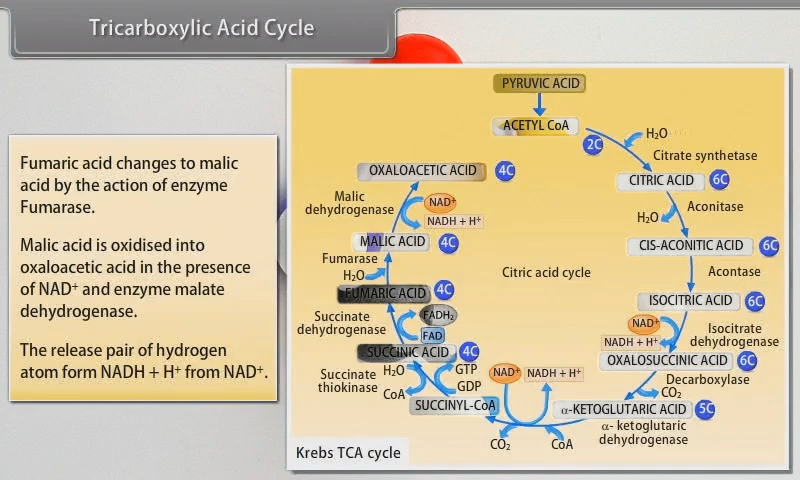 Tricarboxylic Acid Cycle
Fumaric acid changes to malic
acid by the action of enzyme
Fumarase.
Malic acid is oxidised into
oxaloacetic acid in the presence
of NAD⁺ and enzyme malate
dehydrogenase.
The release pair of hydrogen
atom form NADH + H⁺ from NAD⁺.
PYRUVIC ACID
ACETYL CoA
2C
H₂O
Citrate synthetase
CITRIC ACID
6C
H₂O
Aconitase
CIS-ACONITIC ACID
6C
Acontase
ISOCITRIC ACID
6C
NAD⁺
NADH + H⁺
Isocitrate
dehydrogenase
OXALOSUCCINIC ACID
6C
Decarboxylase
CO₂
α-KETOGLUTARIC ACID
5C
α- ketoglutaric
dehydrogenase
NAD⁺
NADH + H⁺
CO₂
CoA
SUCCINYL-CoA
H₂O
GTP
Succinate
thiokinase
CoA
GDP
SUCCINIC ACID
4C
Succinate
dehydrogenase
FADH₂
FAD
FUMARIC ACID
4C
Fumarase
H₂O
MALIC ACID
4C
Malic
dehydrogenase
NAD⁺
NADH + H⁺
OXALOACETIC ACID
4C
Citric acid cycle
Krebs TCA cycle